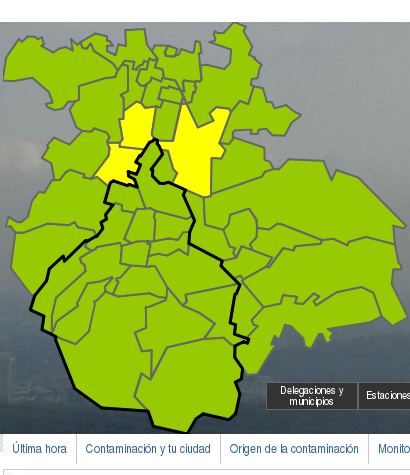 Delegaciones y
municipios
Estaciones
Última hora
Contaminación y tu ciudad
Origen de la contaminación
Monito